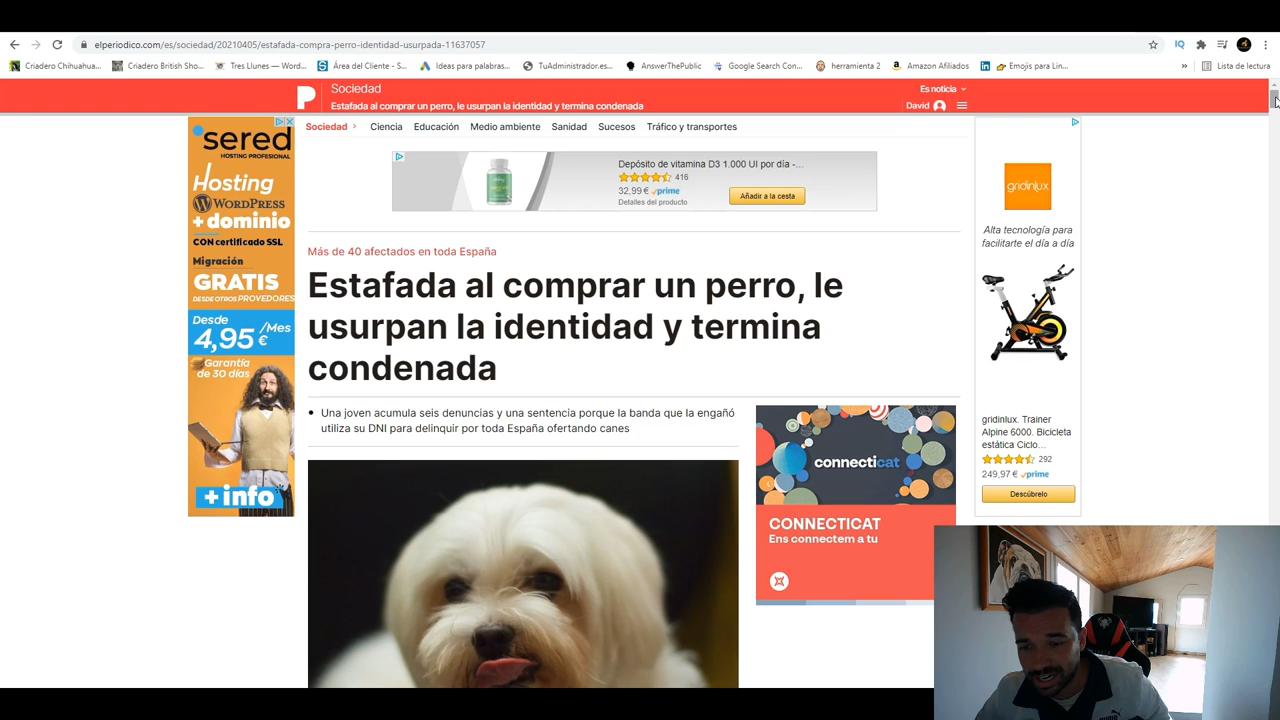 elperiodico.com/es/sociedad/20210405/estafada-compra-perro-identidad-usurpada-11637057
IQ
Criadero Chihuahua...
Criadero British Sho...
Tres Llunes — Word...
Área del Cliente - S...
Ideas para palabras...
TuAdministrador.es...
AnswerThePublic
Google Search Con...
herramienta 2
Amazon Afiliados
Emojis para Lin...
»
Lista de lectura
Sociedad
Estafada al comprar un perro, le usurpan la identidad y termina condenada
Es noticia
David
Sociedad
Ciencia
Educación
Medio ambiente
Sanidad
Sucesos
Tráfico y transportes
sered
HOSTING PROFESIONAL
Hosting
WORDPRESS
+ dominio
CON certificado SSL
Migración
GRATIS
DESDE OTROS PROVEEDORES
Desde
4,95 €/Mes
Garantía
de 30 días
+ info
Depósito de vitamina D3 1.000 UI por día -...
416
32,99 € prime
Detalles del producto
Añadir a la cesta
gridinlux
Alta tecnología para
facilitarte el día a día
gridinlux. Trainer
Alpine 6000. Bicicleta
estática Ciclo...
292
249,97 € prime
Descúbrelo
Más de 40 afectados en toda España
Estafada al comprar un perro, le
usurpan la identidad y termina
condenada
Una joven acumula seis denuncias y una sentencia porque la banda que la engañó
utiliza su DNI para delinquir por toda España ofertando canes
connecticat
CONNECTICAT
Ens connectem a tu